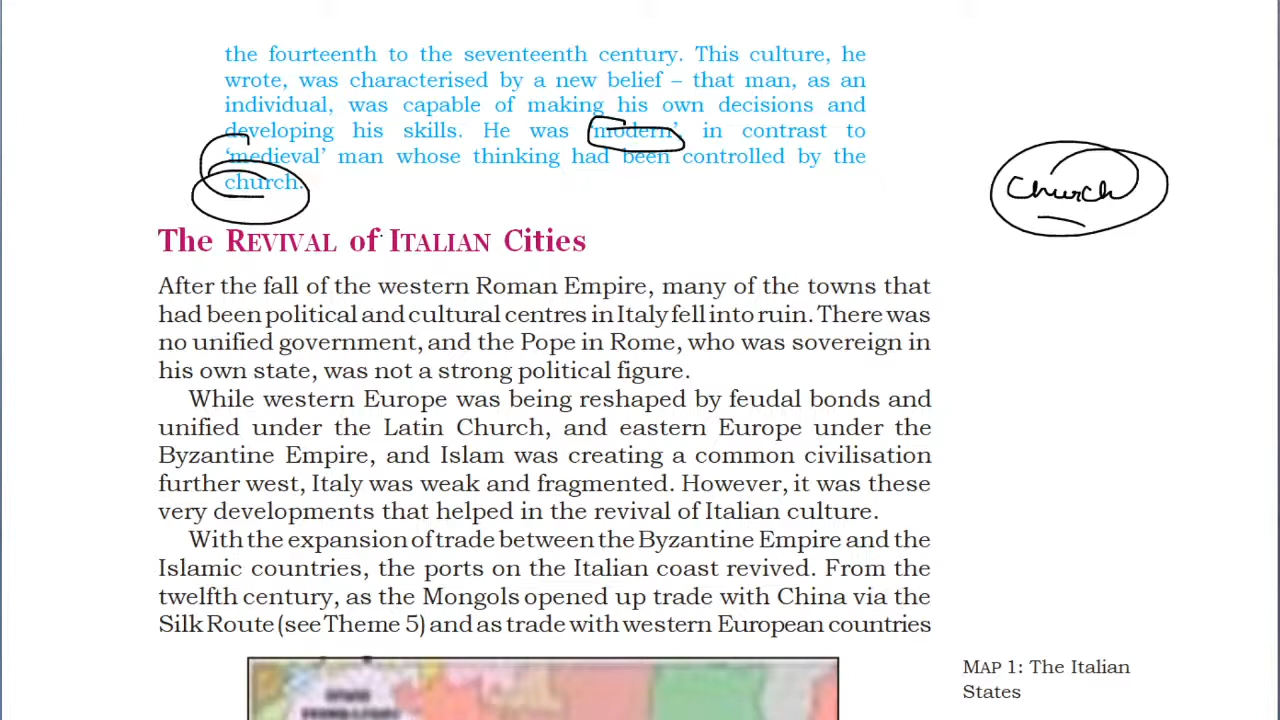 the fourteenth to the seventeenth century. This culture, he
wrote, was characterised by a new belief – that man, as an
individual, was capable of making his own decisions and
developing his skills. He was ‘modern’, in contrast to
‘medieval’ man whose thinking had been controlled by the
church.
Church
The REVIVAL of ITALIAN Cities
After the fall of the western Roman Empire, many of the towns that
had been political and cultural centres in Italy fell into ruin. There was
no unified government, and the Pope in Rome, who was sovereign in
his own state, was not a strong political figure.
While western Europe was being reshaped by feudal bonds and
unified under the Latin Church, and eastern Europe under the
Byzantine Empire, and Islam was creating a common civilisation
further west, Italy was weak and fragmented. However, it was these
very developments that helped in the revival of Italian culture.
With the expansion of trade between the Byzantine Empire and the
Islamic countries, the ports on the Italian coast revived. From the
twelfth century, as the Mongols opened up trade with China via the
Silk Route (see Theme 5) and as trade with western European countries
MAP 1: The Italian
States